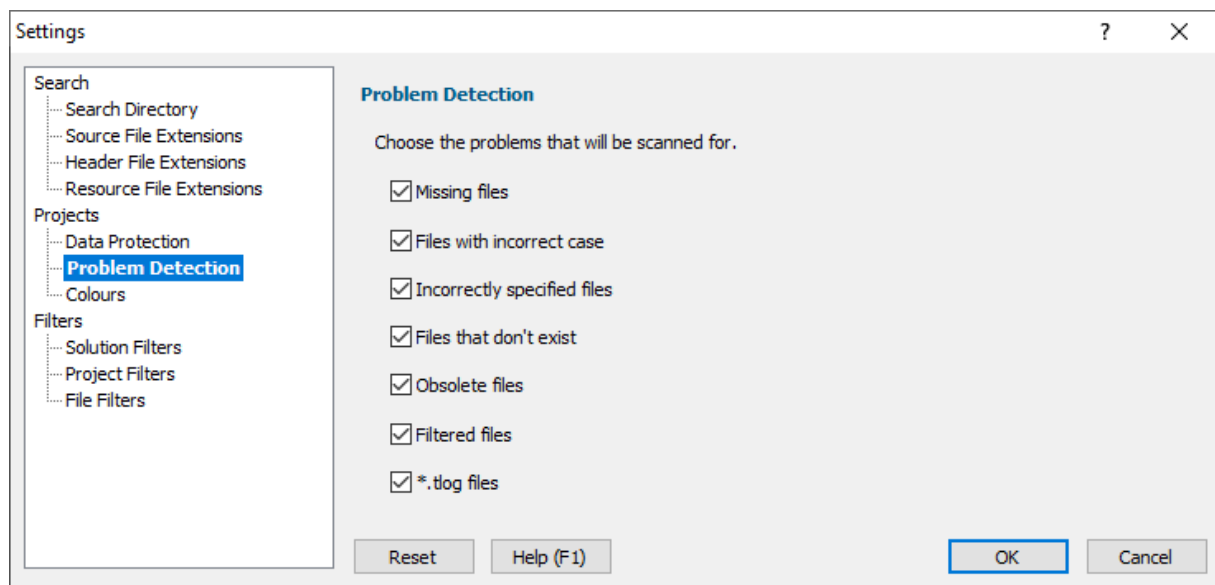 Settings
?
Search
Search Directory
Source File Extensions
Header File Extensions
Resource File Extensions
Projects
Data Protection
Problem Detection
Colours
Filters
Solution Filters
Project Filters
File Filters
Problem Detection
Choose the problems that will be scanned for.
Missing files
Files with incorrect case
Incorrectly specified files
Files that don't exist
Obsolete files
Filtered files
*.tlog files
Reset
Help (F1)
OK
Cancel